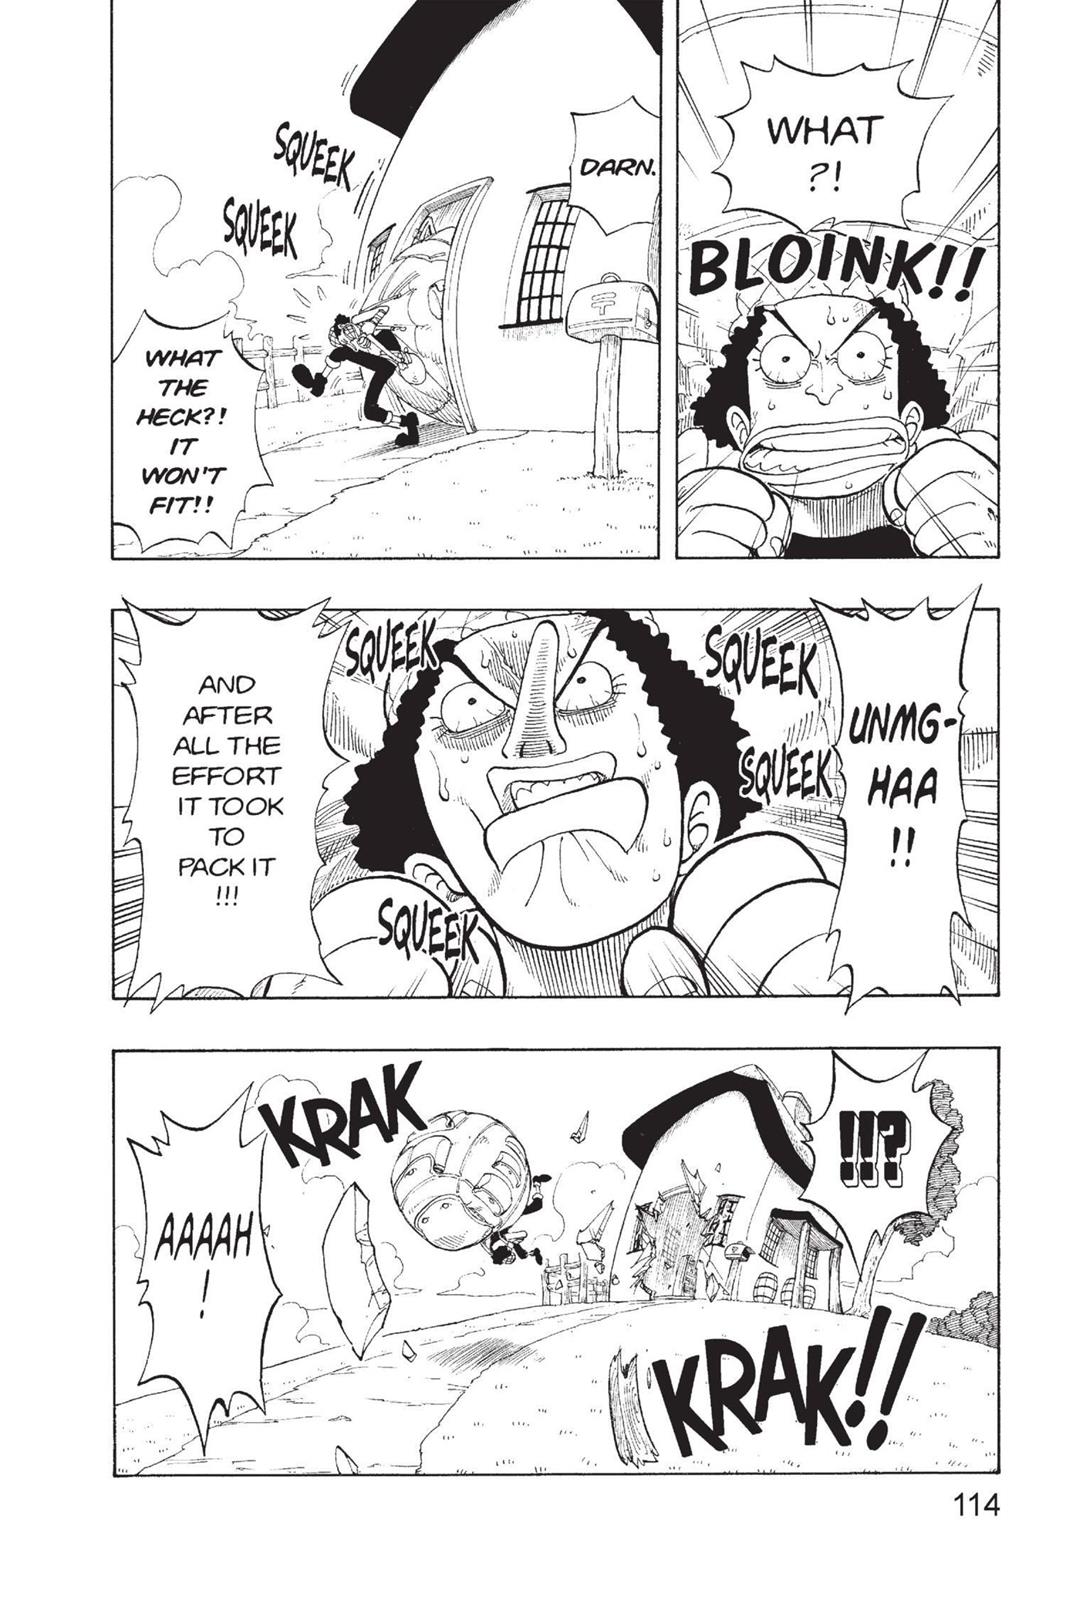 WHAT
?!
BLOINK!!
DARN.
SQUEEK
SQUEEK
WHAT
THE
HECK?!
IT
WON'T
FIT!!
UNMG-
HAA
!!
SQUEEK
SQUEEK
SQUEEK
SQUEEK
AND
AFTER
ALL THE
EFFORT
IT TOOK
TO
PACK IT
!!!
!!!?
KRAK
KRAK!!
AAAAH
!
114